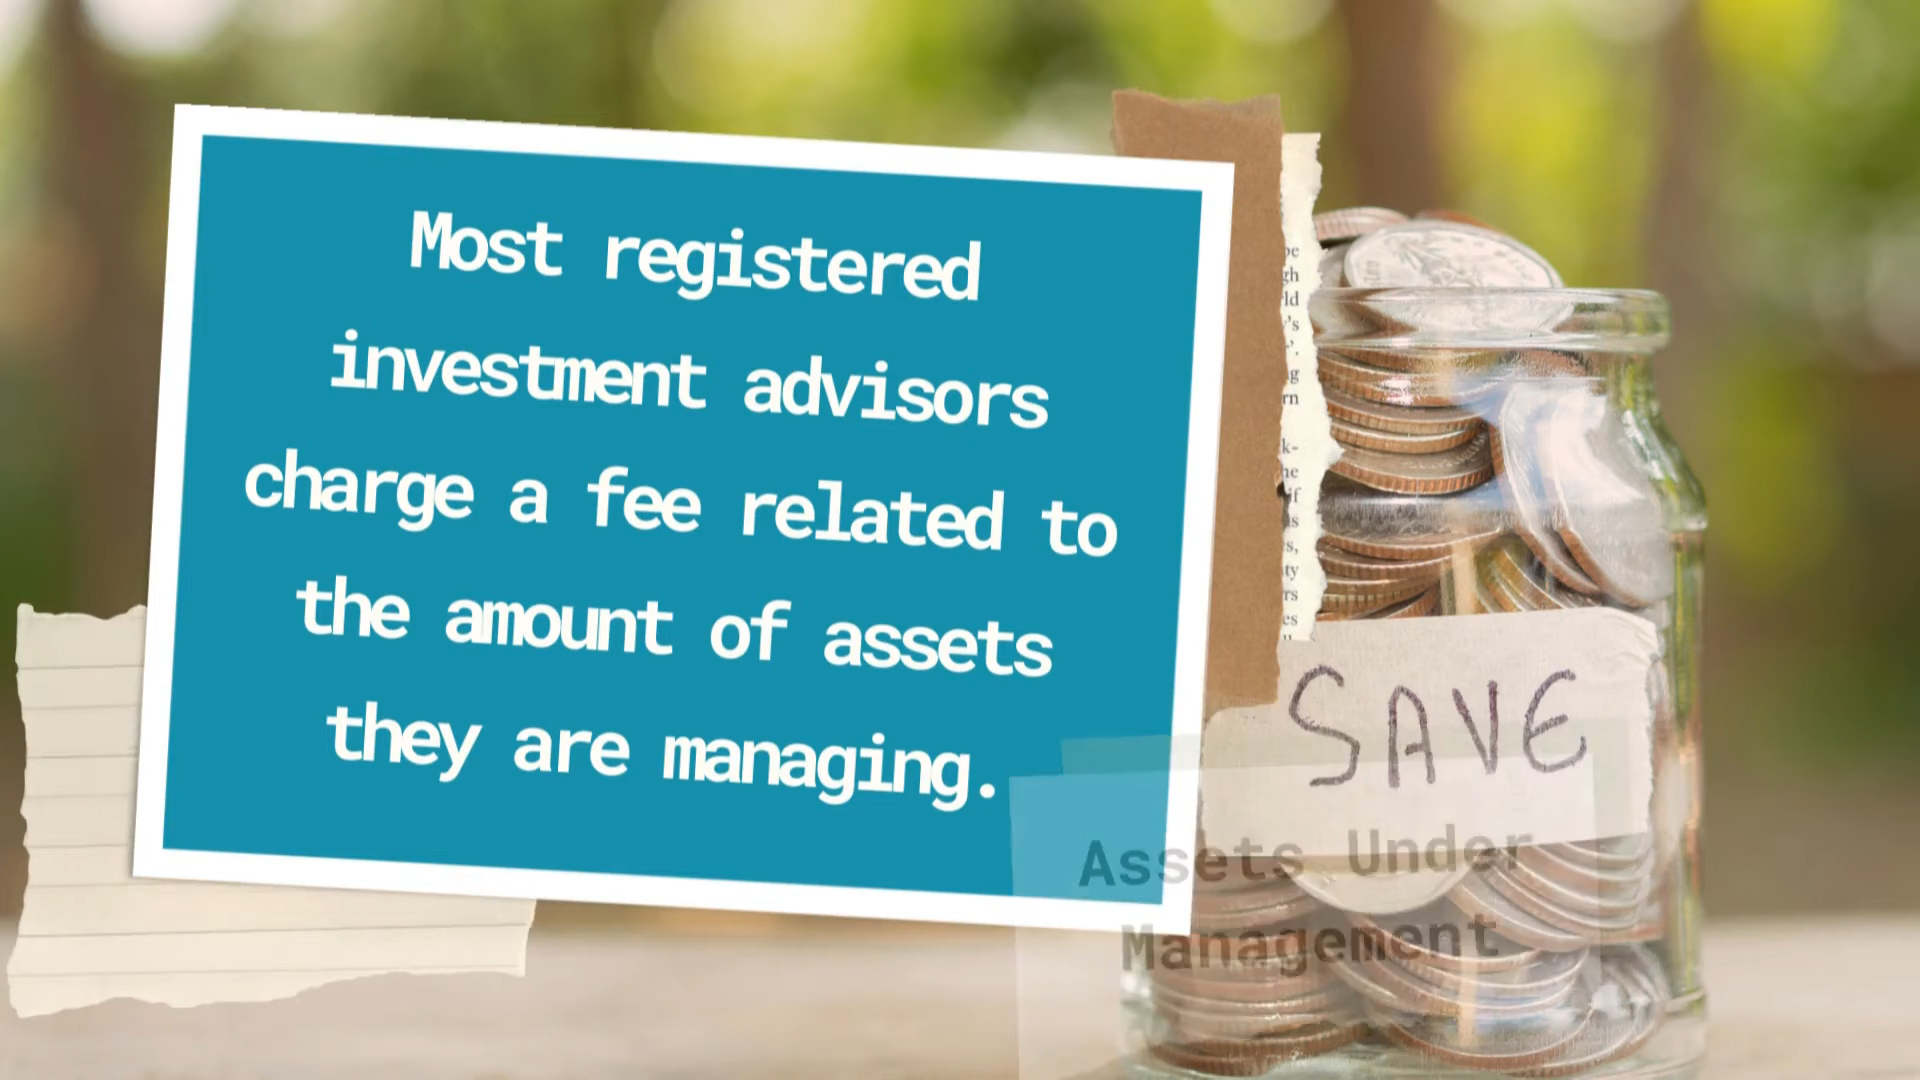 Most registered
investment advisors
charge a fee related to
the amount of assets
they are managing.
SAVE
Assets Under
Management